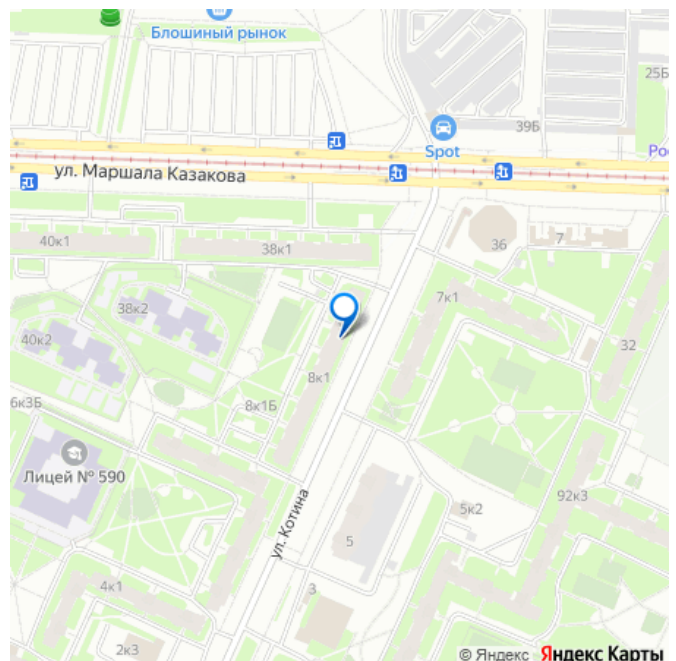 Блошиный рынок
25Б
39Б
Spot
Рос
ул. Маршала Казакова
40к1
38к1
36
7
7к1
38к2
40к2
32
8к1
8к1Б
6к3Б
Лицей № 590
92к3
5к2
ул. Котина
5
4к1
3
2к3
© Яндекс Яндекс Карты